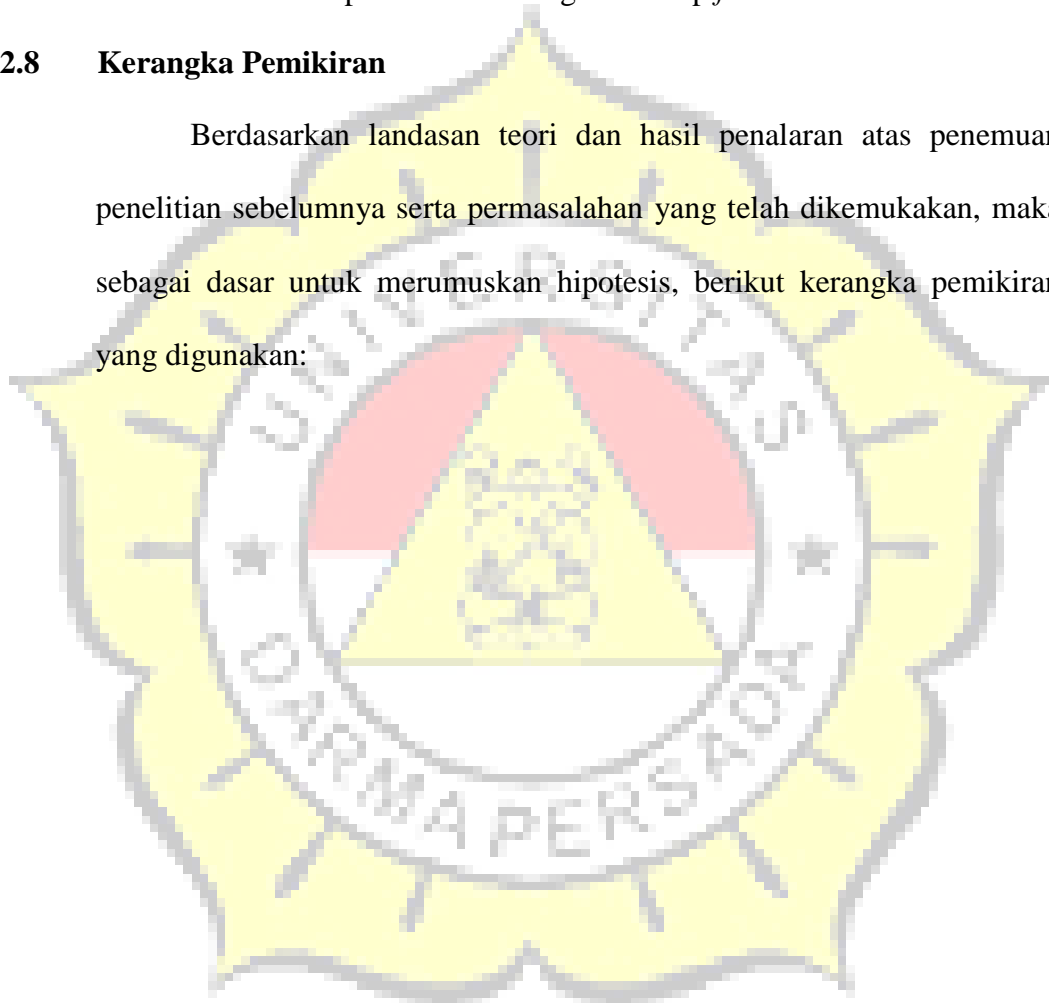 2.8 Kerangka Pemikiran
Berdasarkan landasan teori dan hasil penalaran atas penemuan
penelitian sebelumnya serta permasalahan yang telah dikemukakan, maka
sebagai dasar untuk merumuskan hipotesis, berikut kerangka pemikiran
yang digunakan:
UNIVERSITAS
DARMA PERSADA